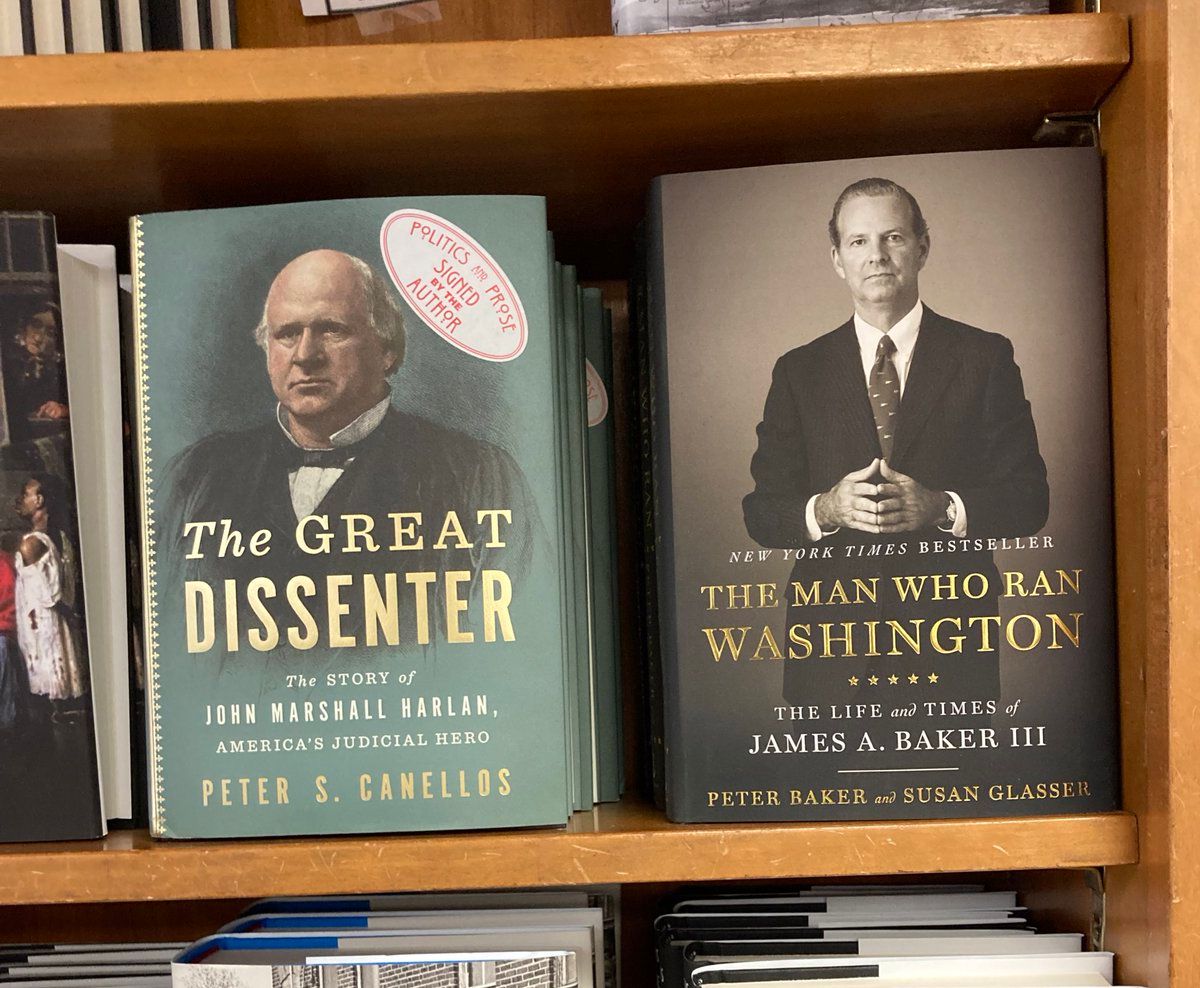 POLITICS AND PROSE
SIGNED
BY THE
AUTHOR
The GREAT
DISSENTER
The STORY of
JOHN MARSHALL HARLAN,
AMERICA'S JUDICIAL HERO
PETER S. CANELLOS
NEW YORK TIMES BESTSELLER
THE MAN WHO RAN
WASHINGTON
THE LIFE and TIMES of
JAMES A. BAKER III
PETER BAKER and SUSAN GLASSER